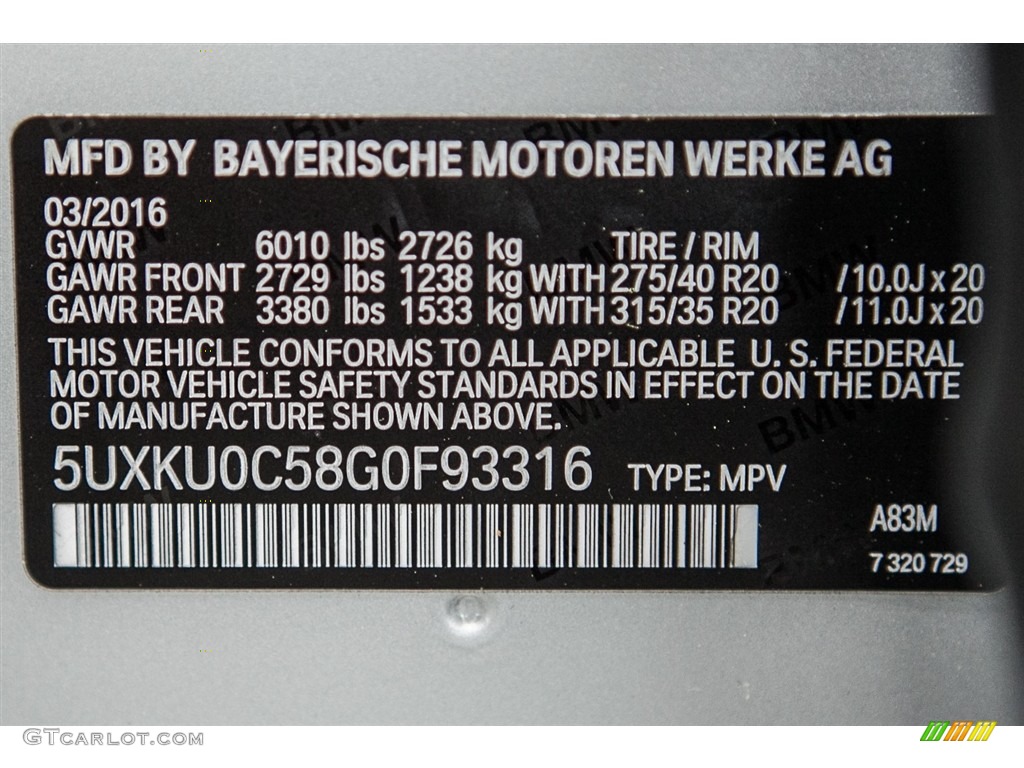 MFD BY BAYERISCHE MOTOREN WERKE AG
03/2016
GVWR 6010 lbs 2726 kg TIRE / RIM
GAWR FRONT 2729 lbs 1238 kg WITH 275/40 R20 /10.0J x 20
GAWR REAR 3380 lbs 1533 kg WITH 315/35 R20 /11.0J x 20
THIS VEHICLE CONFORMS TO ALL APPLICABLE U. S. FEDERAL
MOTOR VEHICLE SAFETY STANDARDS IN EFFECT ON THE DATE
OF MANUFACTURE SHOWN ABOVE.
5UXKU0C58G0F93316 TYPE: MPV
A83M
7 320 729
GTCarLot.com